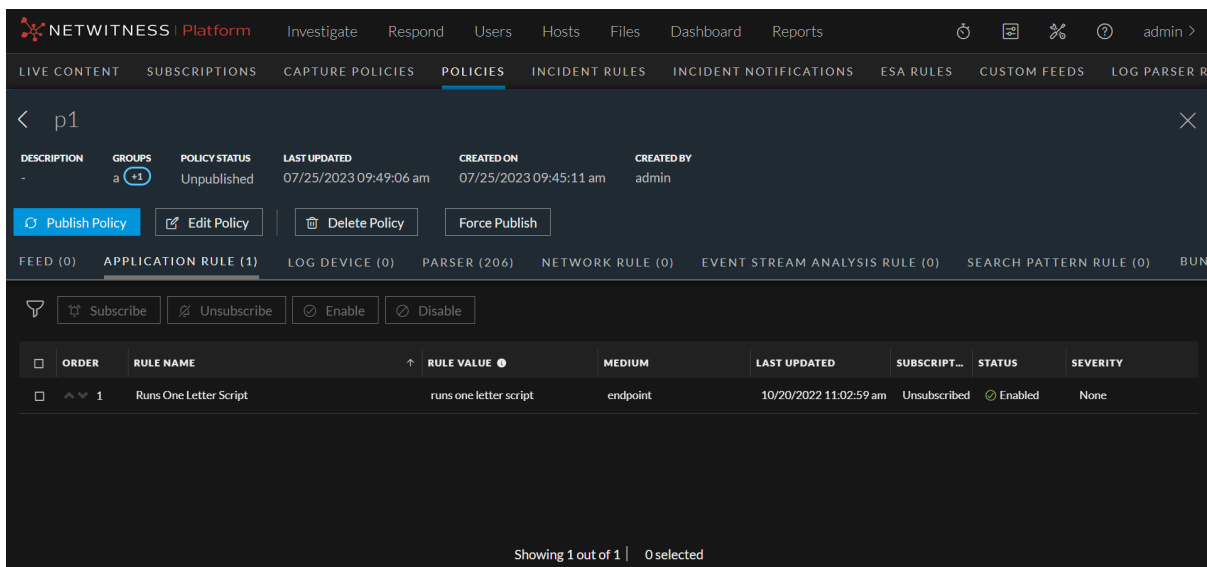 NETWITNESS | Platform Investigate Respond Users Hosts Files Dashboard Reports admin >
LIVE CONTENT SUBSCRIPTIONS CAPTURE POLICIES POLICIES INCIDENT RULES INCIDENT NOTIFICATIONS ESA RULES CUSTOM FEEDS LOG PARSER R
p1
DESCRIPTION GROUPS POLICY STATUS LAST UPDATED CREATED ON CREATED BY
- a +1 Unpublished 07/25/2023 09:49:06 am 07/25/2023 09:45:11 am admin
Publish Policy Edit Policy Delete Policy Force Publish
FEED (0) APPLICATION RULE (1) LOG DEVICE (0) PARSER (206) NETWORK RULE (0) EVENT STREAM ANALYSIS RULE (0) SEARCH PATTERN RULE (0) BUN
Subscribe Unsubscribe Enable Disable
ORDER RULE NAME ↑ RULE VALUE MEDIUM LAST UPDATED SUBSCRIPT... STATUS SEVERITY
1 Runs One Letter Script runs one letter script endpoint 10/20/2022 11:02:59 am Unsubscribed Enabled None
Showing 1 out of 1 | 0 selected